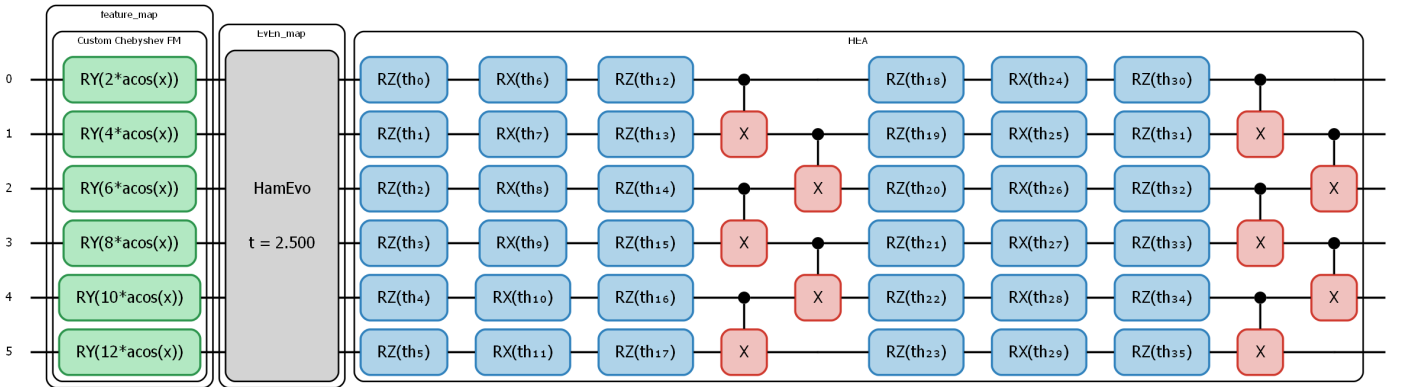 feature_map
EvEn_map
HEA
Custom Chebyshev FM
0 RY(2*acos(x)) RZ(th₀) RX(th₆) RZ(th₁₂) RZ(th₁₈) RX(th₂₄) RZ(th₃₀)
1 RY(4*acos(x)) RZ(th₁) RX(th₇) RZ(th₁₃) X RZ(th₁₉) RX(th₂₅) RZ(th₃₁) X
2 RY(6*acos(x)) HamEvo RZ(th₂) RX(th₈) RZ(th₁₄) X RZ(th₂₀) RX(th₂₆) RZ(th₃₂) X
3 RY(8*acos(x)) t = 2.500 RZ(th₃) RX(th₉) RZ(th₁₅) X RZ(th₂₁) RX(th₂₇) RZ(th₃₃) X
4 RY(10*acos(x)) RZ(th₄) RX(th₁₀) RZ(th₁₆) X RZ(th₂₂) RX(th₂₈) RZ(th₃₄) X
5 RY(12*acos(x)) RZ(th₅) RX(th₁₁) RZ(th₁₇) X RZ(th₂₃) RX(th₂₉) RZ(th₃₅) X